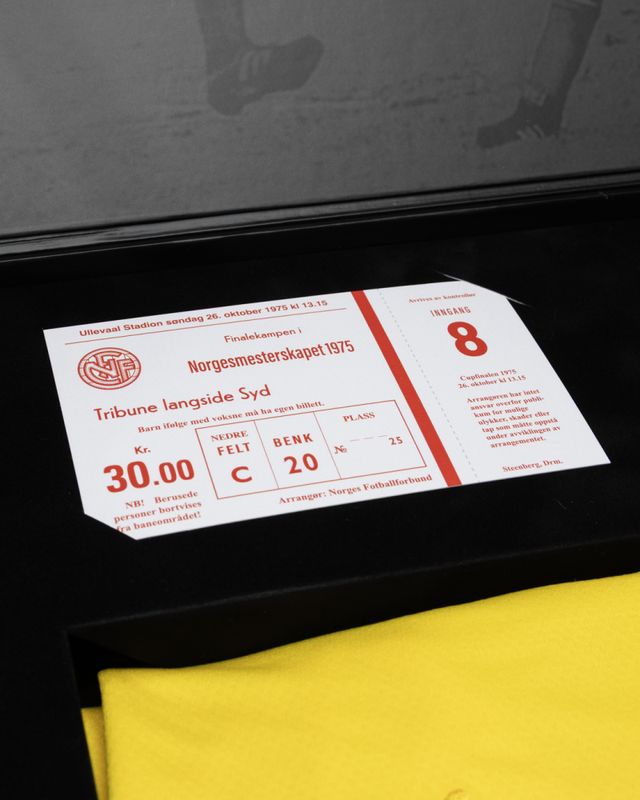 Ullevaal Stadion søndag 26. oktober 1975 kl 13.15
Finalekampen i
Norgesmesterskapet 1975
NFF
Tribune langside Syd
Barn ifølge med voksne må ha egen billett.
Kr.
30.00
NB! Berusede
personer bortvises
fra baneområdet!
NEDRE
FELT
C
BENK
20
PLASS
№ 25
Arrangør: Norges Fotballforbund
Avrives av kontrollør
INNGANG
8
Cupfinalen 1975
26. oktober kl 13.15
Arrangøren har intet
ansvar overfor publi-
kum for mulige
ulykker, skader eller
tap som måtte oppstå
under avviklingen av
arrangementet.
Steenberg, Drm.